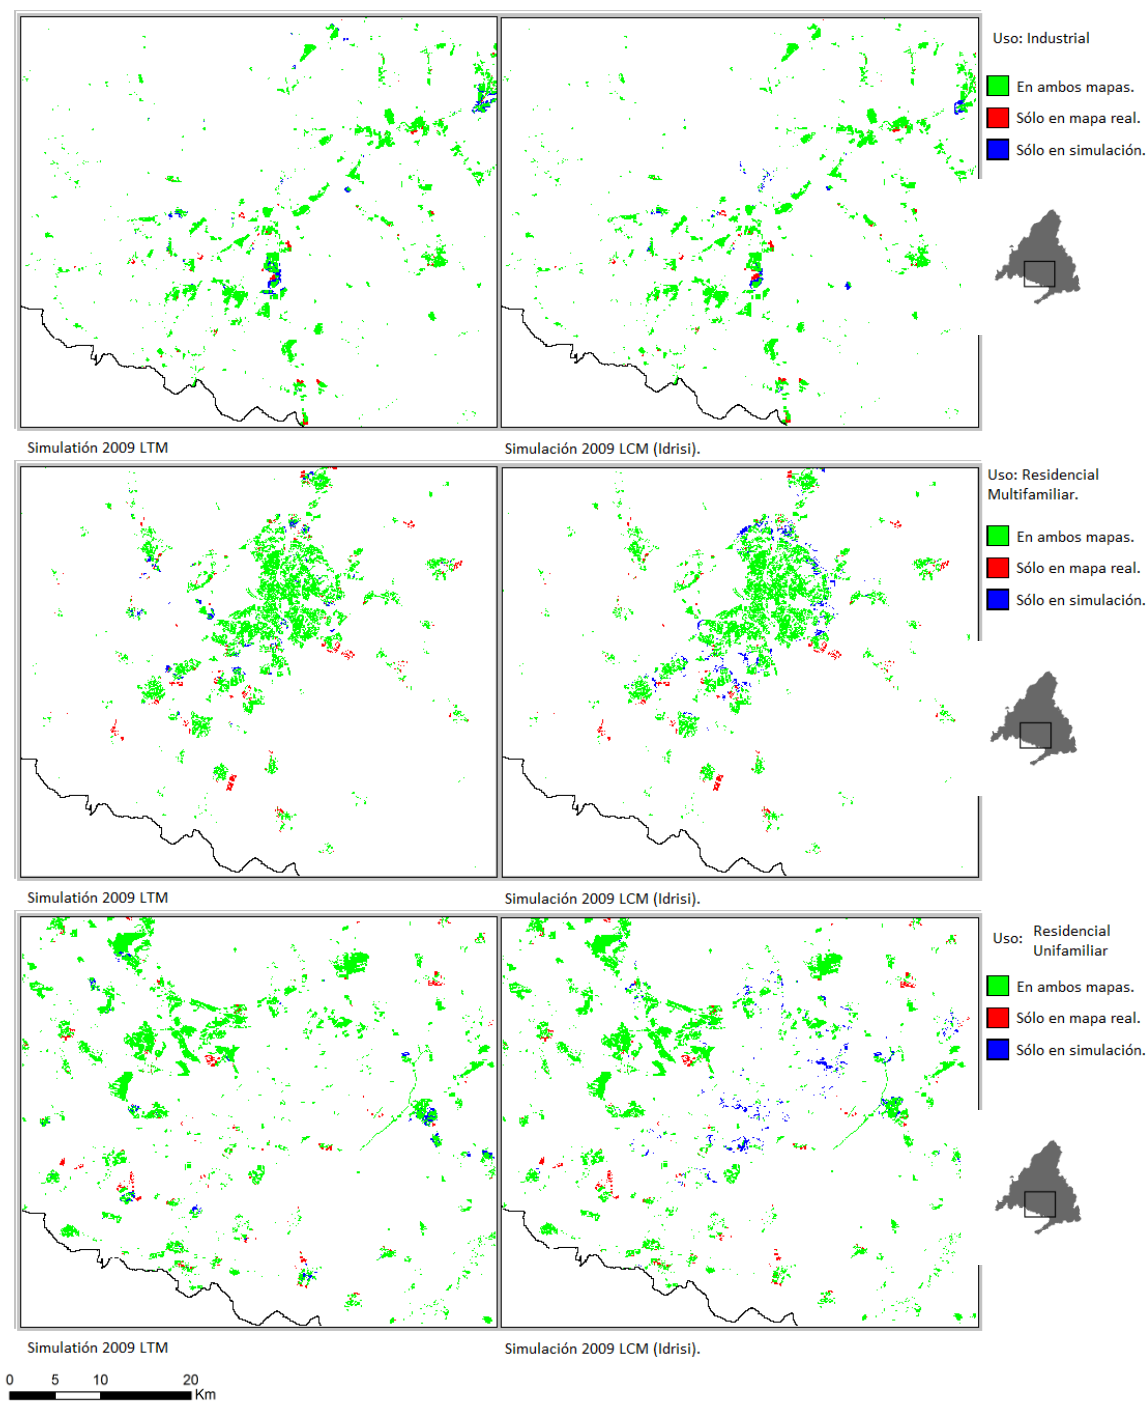 Uso: Industrial
En ambos mapas.
Sólo en mapa real.
Sólo en simulación.
Simulatión 2009 LTM
Simulación 2009 LCM (Idrisi).
Uso: Residencial
Multifamiliar.
En ambos mapas.
Sólo en mapa real.
Sólo en simulación.
Simulatión 2009 LTM
Simulación 2009 LCM (Idrisi).
Uso: Residencial
Unifamiliar
En ambos mapas.
Sólo en mapa real.
Sólo en simulación.
Simulatión 2009 LTM
Simulación 2009 LCM (Idrisi).
0 5 10 20
Km